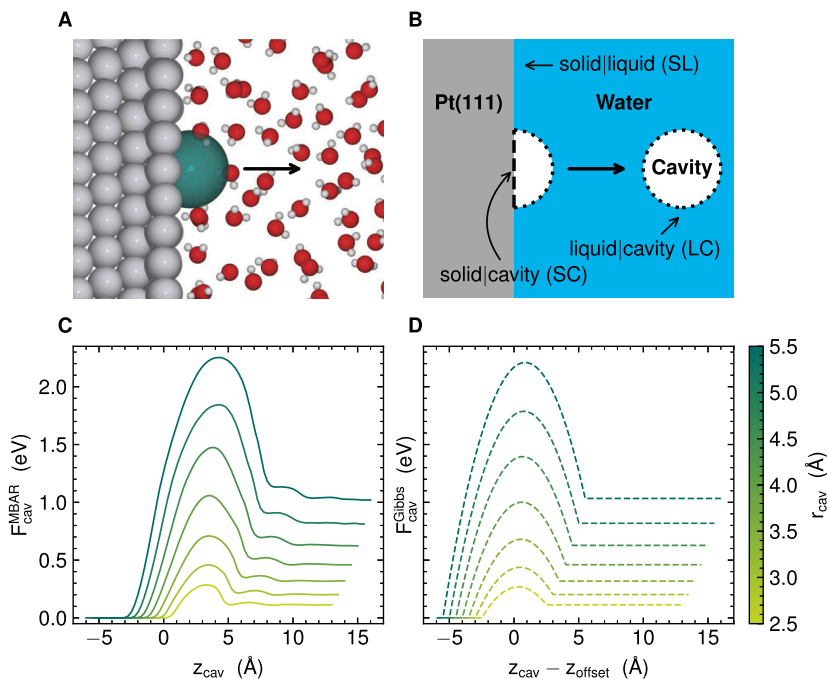 A
B
solid|liquid (SL)
Pt(111)
Water
Cavity
liquid|cavity (LC)
solid|cavity (SC)
C
D
F_cav^MBAR (eV)
2.0
1.5
1.0
0.5
0.0
−5
0
5
10
15
z_cav (Å)
F_cav^Gibbs (eV)
−5
0
5
10
15
z_cav − z_offset (Å)
5.5
5.0
4.5
4.0
3.5
3.0
2.5
r_cav (Å)